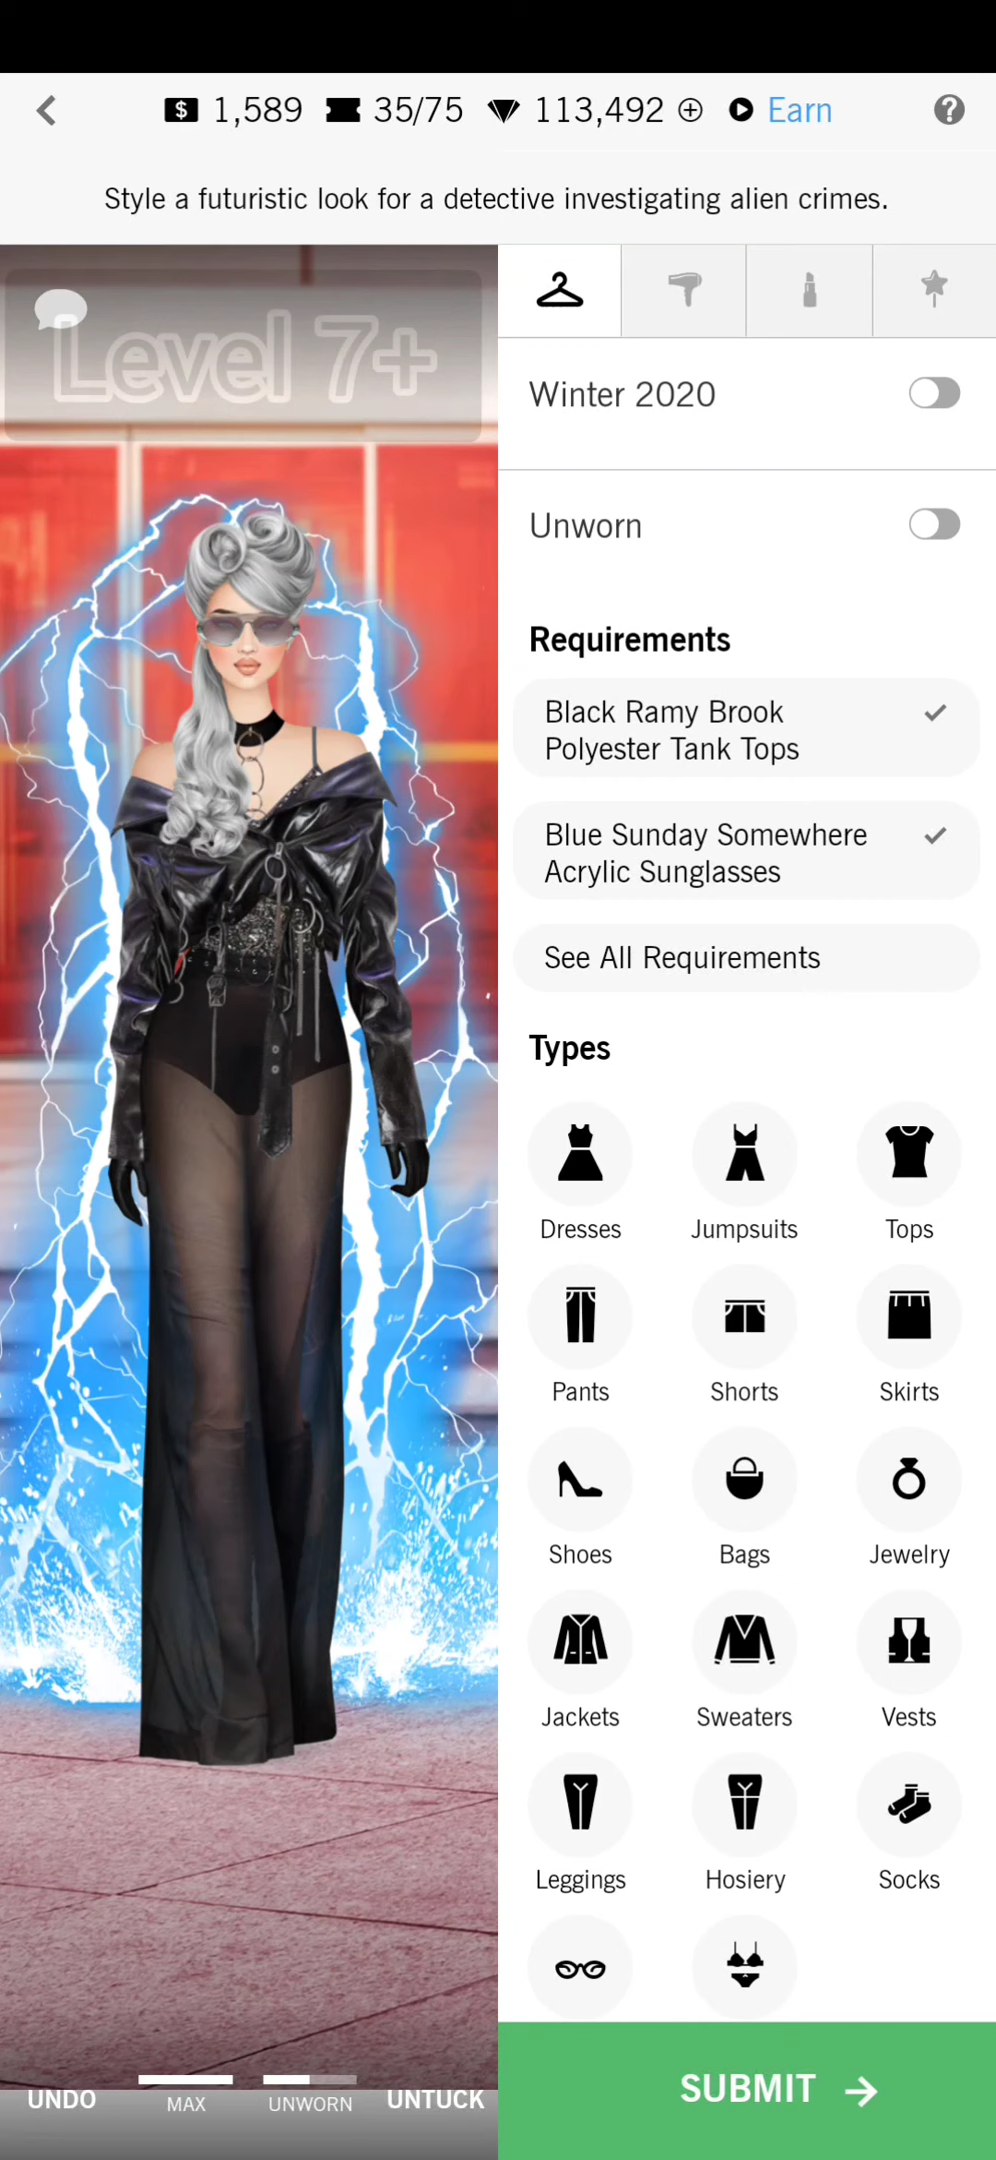 1,589 35/75 113,492 Earn
Style a futuristic look for a detective investigating alien crimes.
Level 7+
Winter 2020
Unworn
Requirements
Black Ramy Brook
Polyester Tank Tops
Blue Sunday Somewhere
Acrylic Sunglasses
See All Requirements
Types
Dresses Jumpsuits Tops
Pants Shorts Skirts
Shoes Bags Jewelry
Jackets Sweaters Vests
Leggings Hosiery Socks
UNDO MAX UNWORN UNTUCK
SUBMIT